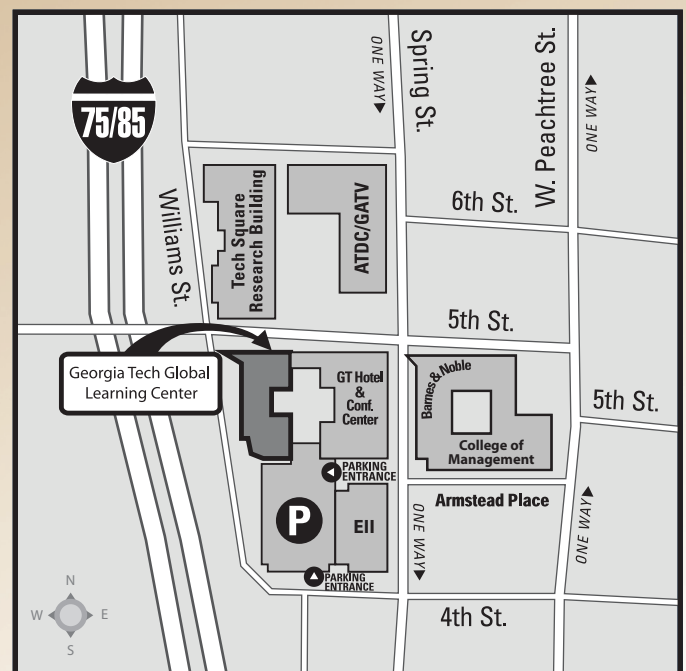 75/85
ONE WAY
Spring St.
W. Peachtree St.
ONE WAY
Williams St.
Tech Square
Research Building
ATDC/GATV
6th St.
5th St.
Georgia Tech Global
Learning Center
GT Hotel
&
Conf.
Center
Barnes & Noble
College of
Management
5th St.
PARKING
ENTRANCE
P
EII
Armstead Place
ONE WAY
ONE WAY
PARKING
ENTRANCE
4th St.
N
W
E
S